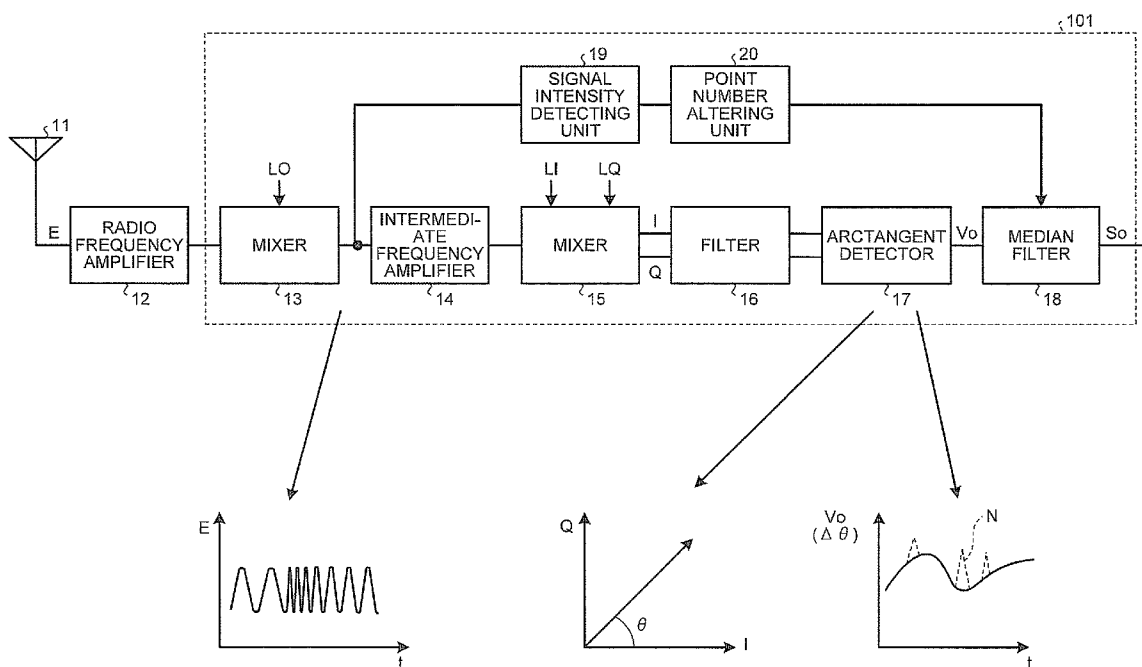 101
19
20
SIGNAL
INTENSITY
DETECTING
UNIT
POINT
NUMBER
ALTERING
UNIT
11
LO
LI
LQ
E
RADIO
FREQUENCY
AMPLIFIER
MIXER
INTERMEDI-
ATE
FREQUENCY
AMPLIFIER
MIXER
I
Q
FILTER
ARCTANGENT
DETECTOR
Vo
MEDIAN
FILTER
So
12
13
14
15
16
17
18
E
t
Q
θ
I
Vo
(Δ θ)
N
t